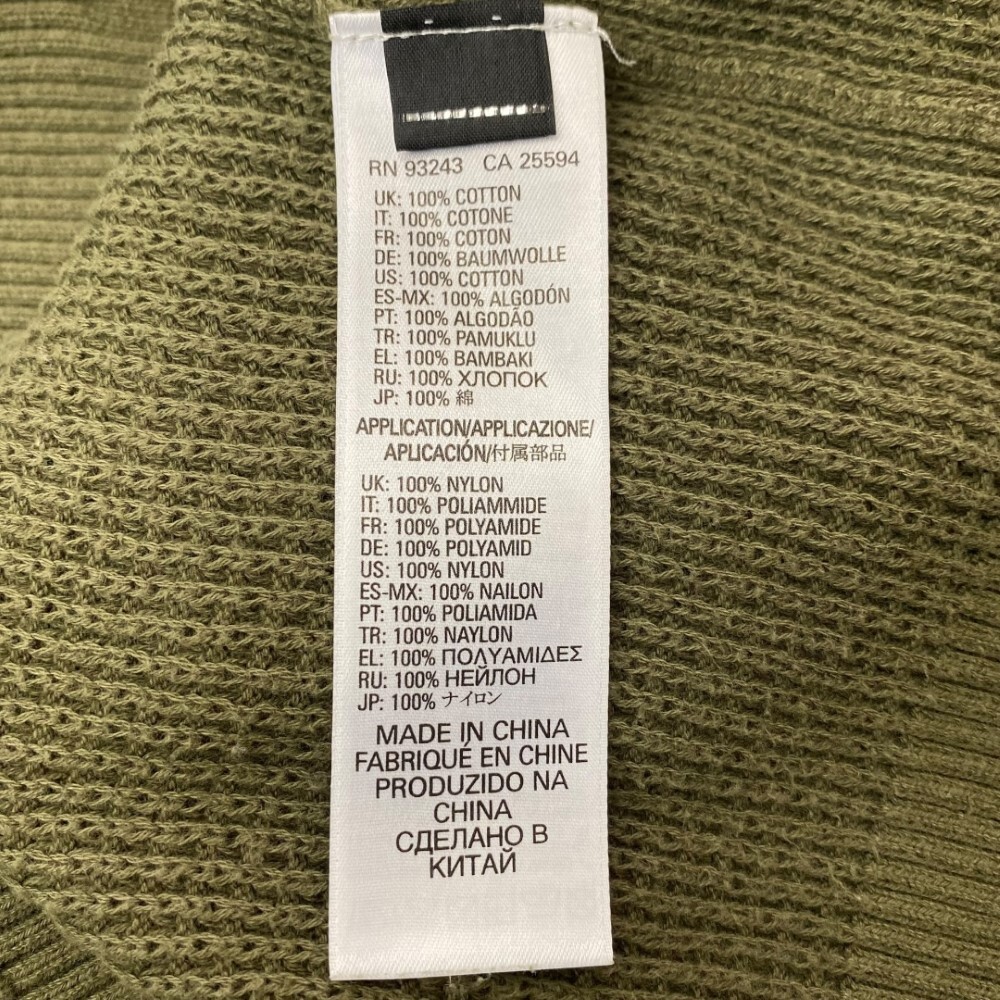 RN 93243 CA 25594
UK: 100% COTTON
IT: 100% COTONE
FR: 100% COTON
DE: 100% BAUMWOLLE
US: 100% COTTON
ES-MX: 100% ALGODÓN
PT: 100% ALGODÃO
TR: 100% PAMUKLU
EL: 100% BAMBAKI
RU: 100% ХЛОПОК
JP: 100% 綿
APPLICATION/APPLICAZIONE/
APLICACIÓN/付属部品
UK: 100% NYLON
IT: 100% POLIAMMIDE
FR: 100% POLYAMIDE
DE: 100% POLYAMID
US: 100% NYLON
ES-MX: 100% NAILON
PT: 100% POLIAMIDA
TR: 100% NAYLON
EL: 100% ΠΟΛΥΑΜΙΔΕΣ
RU: 100% НЕЙЛОН
JP: 100% ナイロン
MADE IN CHINA
FABRIQUÉ EN CHINE
PRODUZIDO NA
CHINA
СДЕЛАНО В
КИТАЙ